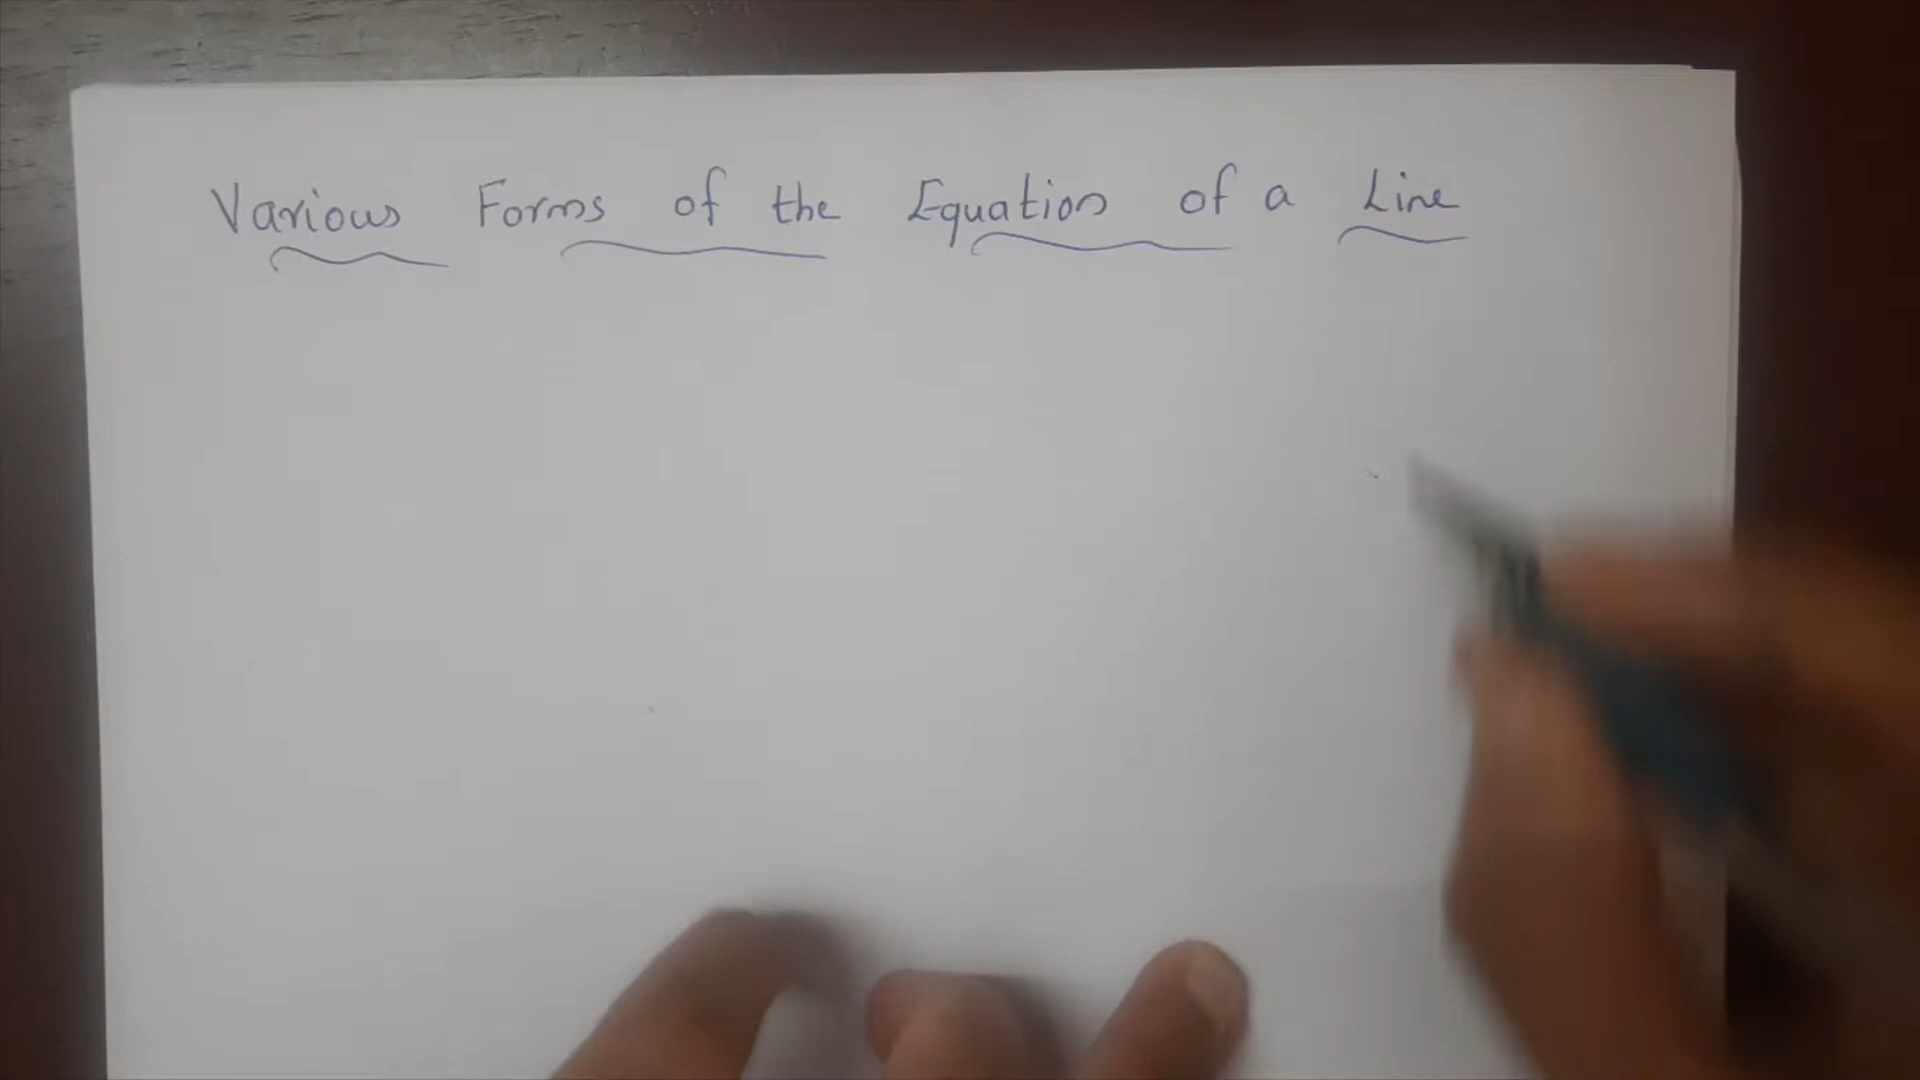 Various Forms of the Equation of a Line